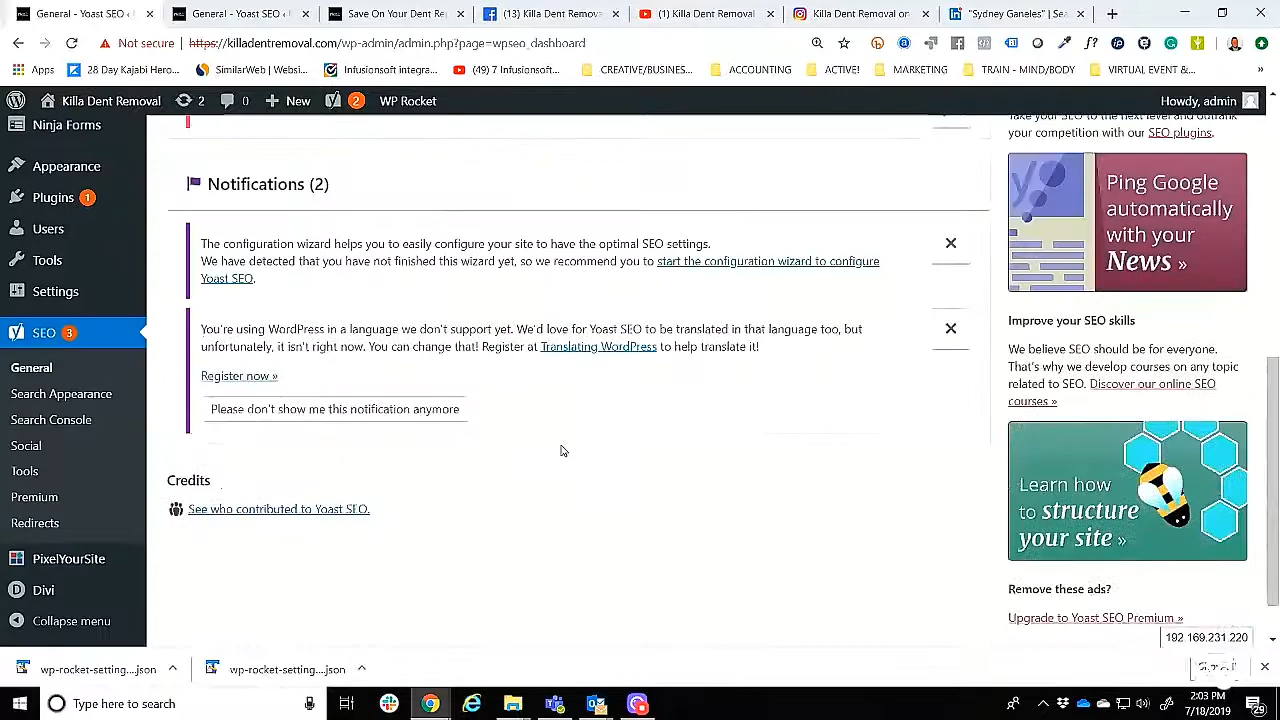 General - Yoast SEO ‹
General - Yoast SEO ‹
Save On Your Dent Re
(13) Killa Dent Removal
(1) Killa Dent Removal
Killa Dent Removal on
"Sydney Ganeles" | Sea
Not secure
https://killadentremoval.com/wp-admin/admin.php?page=wpseo_dashboard
Apps
28 Day Kajabi Hero...
SimilarWeb | Websi...
Infusionsoft integra...
(49) 7 Infusionsoft...
CREATIVE/BUSINES...
ACCOUNTING
ACTIVE!
MARKETING
TRAIN - MIND/BODY
VIRTUAL EVENT &...
»
Killa Dent Removal
2
0
New
2
WP Rocket
Howdy, admin
Ninja Forms
Appearance
Plugins 1
Users
Tools
Settings
SEO 3
General
Search Appearance
Search Console
Social
Tools
Premium
Redirects
PixelYourSite
Divi
Collapse menu
Notifications (2)
The configuration wizard helps you to easily configure your site to have the optimal SEO settings.
We have detected that you have not finished this wizard yet, so we recommend you to start the configuration wizard to configure
Yoast SEO.
You're using WordPress in a language we don't support yet. We'd love for Yoast SEO to be translated in that language too, but
unfortunately, it isn't right now. You can change that! Register at Translating WordPress to help translate it!
Register now »
Please don't show me this notification anymore
Credits
See who contributed to Yoast SEO.
Take your SEO to the next level and outrank
your competition with our SEO plugins.
Ping Google
automatically
with your
News »
Improve your SEO skills
We believe SEO should be for everyone.
That's why we develop courses on any topic
related to SEO. Discover our online SEO
courses »
Learn how
to structure
your site »
Remove these ads?
Upgrade to Yoast SEO Premium »
192.169.231.220
wp-rocket-setting....json
wp-rocket-setting....json
Type here to search
2:03 PM
7/18/2019
29